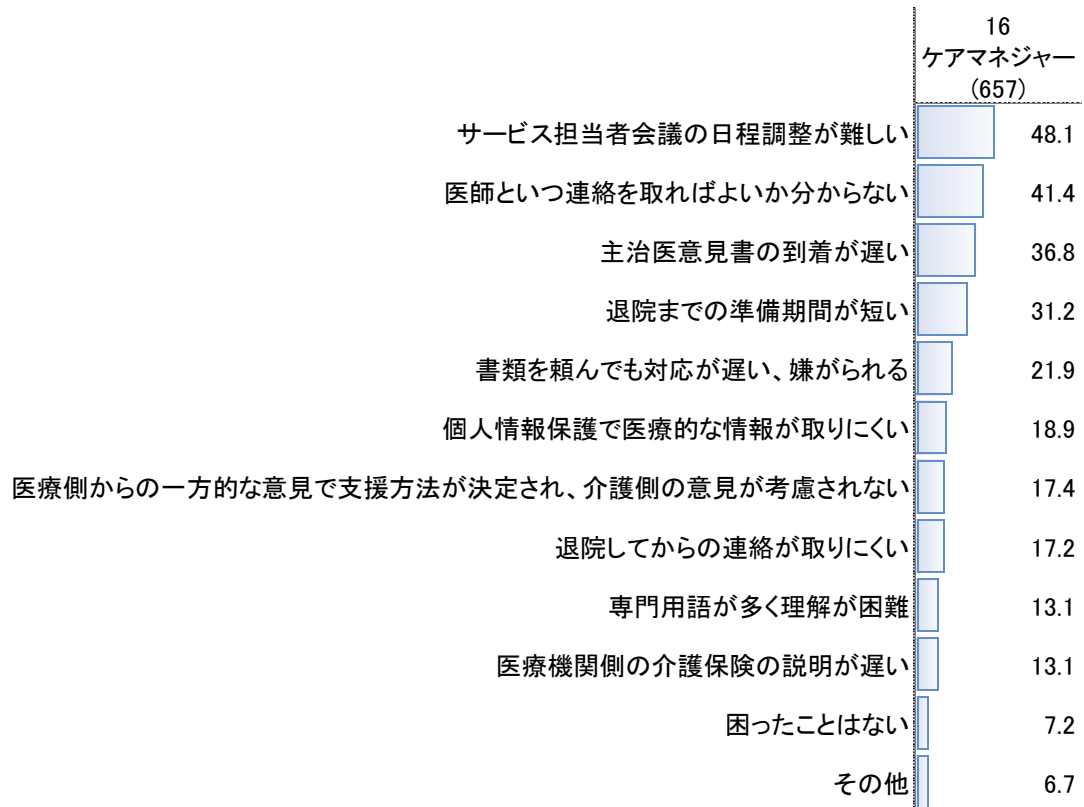 16
ケアマネジャー
(657)
サービス担当者会議の日程調整が難しい 48.1
医師といつ連絡を取ればよいか分からない 41.4
主治医意見書の到着が遅い 36.8
退院までの準備期間が短い 31.2
書類を頼んでも対応が遅い、嫌がられる 21.9
個人情報保護で医療的な情報が取りにくい 18.9
医療側からの一方的な意見で支援方法が決定され、介護側の意見が考慮されない 17.4
退院してからの連絡が取りにくい 17.2
専門用語が多く理解が困難 13.1
医療機関側の介護保険の説明が遅い 13.1
困ったことはない 7.2
その他 6.7